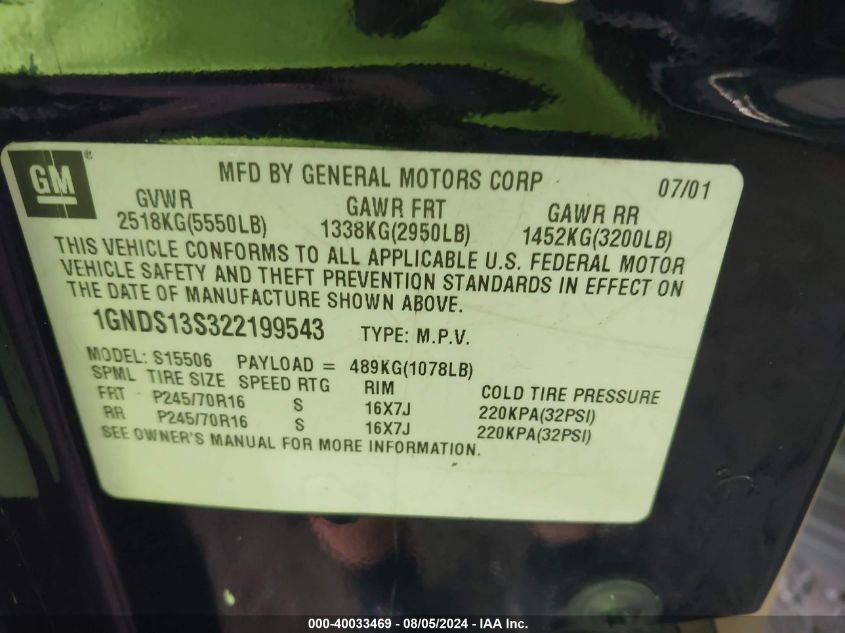 GM®
MFD BY GENERAL MOTORS CORP 07/01
GVWR GAWR FRT GAWR RR
2518KG(5550LB) 1338KG(2950LB) 1452KG(3200LB)
THIS VEHICLE CONFORMS TO ALL APPLICABLE U.S. FEDERAL MOTOR
VEHICLE SAFETY AND THEFT PREVENTION STANDARDS IN EFFECT ON
THE DATE OF MANUFACTURE SHOWN ABOVE.
1GNDS13S322199543 TYPE: M.P.V.
MODEL: S15506 PAYLOAD = 489KG(1078LB)
SPML TIRE SIZE SPEED RTG RIM COLD TIRE PRESSURE
FRT P245/70R16 S 16X7J 220KPA(32PSI)
RR P245/70R16 S 16X7J 220KPA(32PSI)
SEE OWNER'S MANUAL FOR MORE INFORMATION.
000-40033469 - 08/05/2024 - IAA Inc.